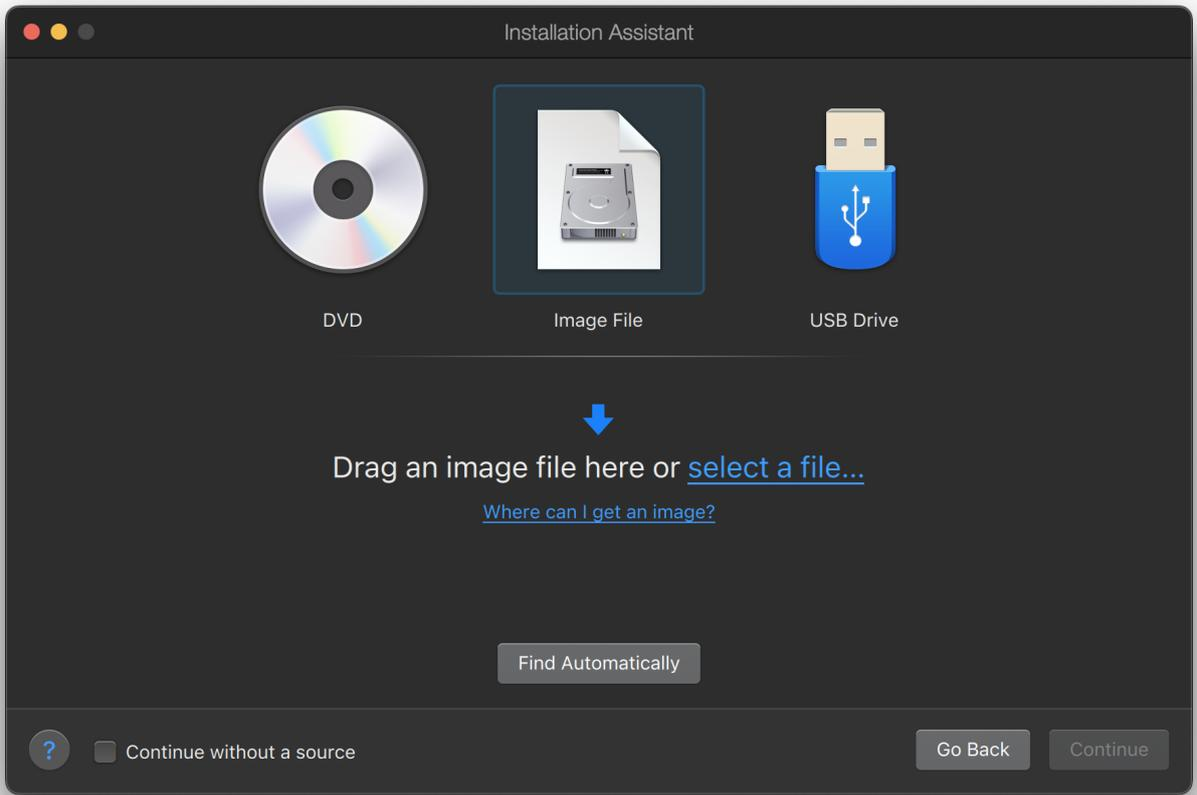 Installation Assistant
DVD
Image File
USB Drive
Drag an image file here or select a file...
Where can I get an image?
Find Automatically
?
Continue without a source
Go Back
Continue